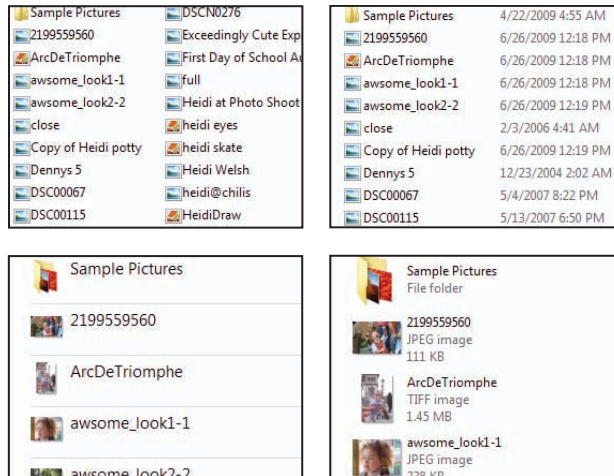 Sample Pictures
2199559560
ArcDeTriomphe
awsome_look1-1
awsome_look2-2
close
Copy of Heidi potty
Dennys 5
DSC00067
DSC00115
DSCN0276
Exceedingly Cute Exp
First Day of School Au
full
Heidi at Photo Shoot
heidi eyes
heidi skate
Heidi Welsh
heidi@chilis
HeidiDraw
Sample Pictures 4/22/2009 4:55 AM
2199559560 6/26/2009 12:18 PM
ArcDeTriomphe 6/26/2009 12:18 PM
awsome_look1-1 6/26/2009 12:18 PM
awsome_look2-2 6/26/2009 12:19 PM
close 2/3/2006 4:41 AM
Copy of Heidi potty 6/26/2009 12:19 PM
Dennys 5 12/23/2004 2:02 AM
DSC00067 5/4/2007 8:22 PM
DSC00115 5/13/2007 6:50 PM
Sample Pictures
2199559560
ArcDeTriomphe
awsome_look1-1
awsome_look2-2
Sample Pictures
File folder
2199559560
JPEG image
111 KB
ArcDeTriomphe
TIFF image
1.45 MB
awsome_look1-1
JPEG image
238 KB